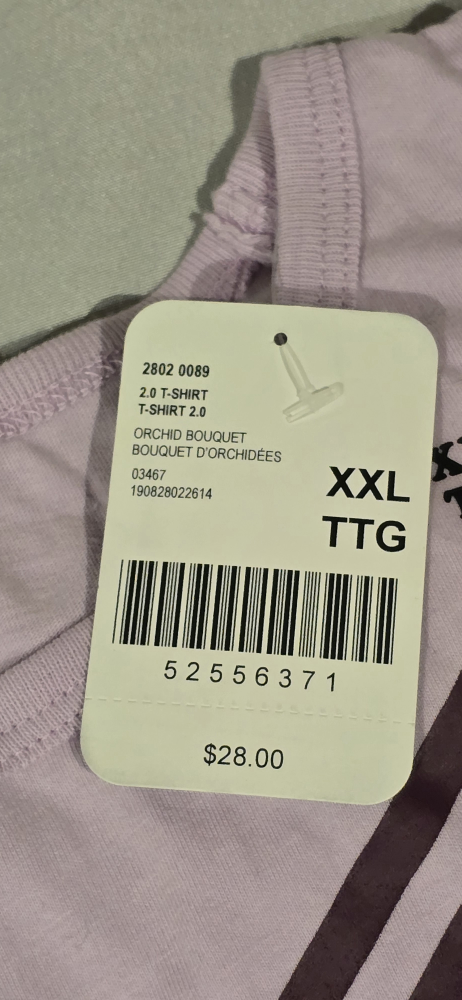 2802 0089
2.0 T-SHIRT
T-SHIRT 2.0
ORCHID BOUQUET
BOUQUET D'ORCHIDÉES
03467
190828022614
XXL
TTG
52556371
$28.00